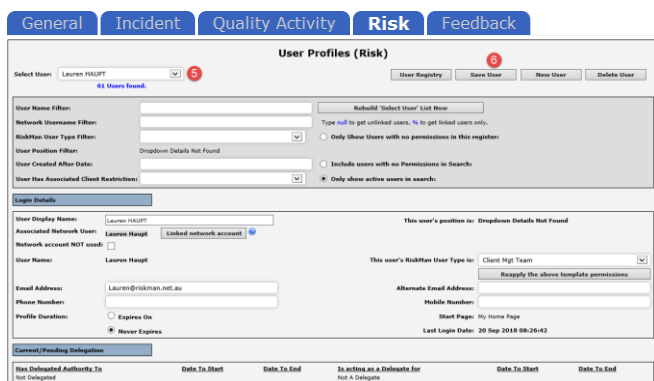 General Incident Quality Activity Risk Feedback
User Profiles (Risk)
6
Select User: Lauren HAUPT 5 User Registry Save User New User Delete User
61 Users found.
User Name Filter: Rebuild 'Select User' List Now
Network Username Filter: Type null to get unlinked users, % to get linked users only.
RiskMan User Type Filter: Only Show Users with no permissions in this register:
User Position Filter: Dropdown Details Not Found
User Created After Date: Include users with no Permissions in Search:
User Has Associated Client Restriction: Only show active users in search:
Login Details
User Display Name: Lauren HAUPT This user's position is: Dropdown Details Not Found
Associated Network User: Lauren Haupt Linked network account
Network account NOT used:
User Name: Lauren Haupt This user's RiskMan User Type is: Client Mgt Team
Reapply the above template permissions
Email Address: Lauren@riskman.net.au Alternate Email Address:
Phone Number: Mobile Number:
Profile Duration: Expires On Start Page: My Home Page
Never Expires Last Login Date: 20 Sep 2018 08:26:42
Current/Pending Delegation
Has Delegated Authority To Date To Start Date To End Is acting as a Delegate for Date To Start Date To End
Not Delegated Not A Delegate